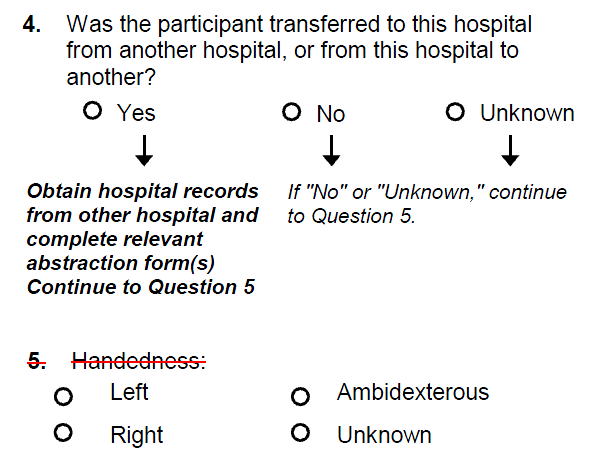 4. Was the participant transferred to this hospital
from another hospital, or from this hospital to
another?
Yes No Unknown
Obtain hospital records
from other hospital and
complete relevant
abstraction form(s)
Continue to Question 5
If "No" or "Unknown," continue
to Question 5.
5. Handedness:
Left Ambidexterous
Right Unknown